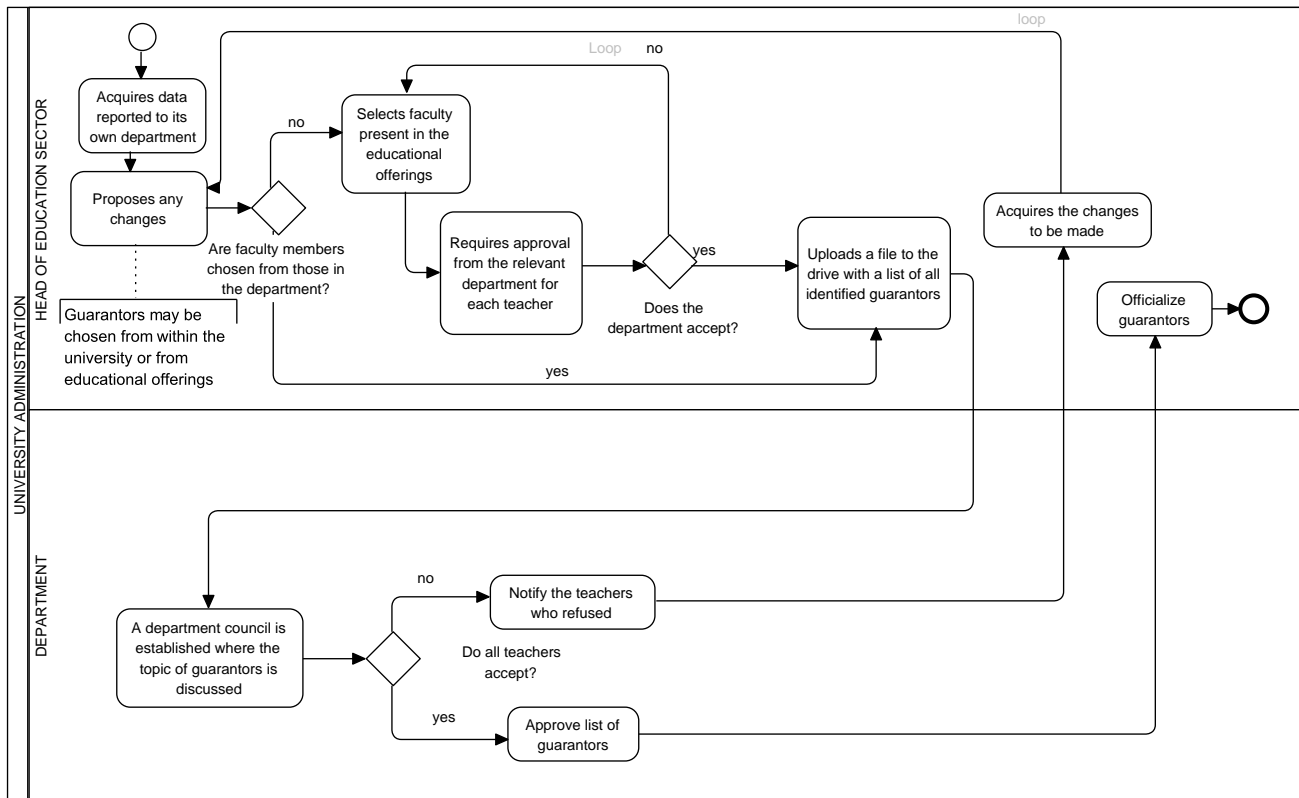 UNIVERSITY ADMINISTRATION
HEAD OF EDUCATION SECTOR
loop
Loop
no
Acquires data
reported to its
own department
Proposes any
changes
no
Are faculty members
chosen from those in
the department?
Guarantors may be
chosen from within the
university or from
educational offerings
Selects faculty
present in the
educational
offerings
Requires approval
from the relevant
department for
each teacher
yes
Does the
department accept?
yes
Uploads a file to the
drive with a list of all
identified guarantors
Acquires the changes
to be made
Officialize
guarantors
DEPARTMENT
A department council is
established where the
topic of guarantors is
discussed
no
Do all teachers
accept?
yes
Notify the teachers
who refused
Approve list of
guarantors